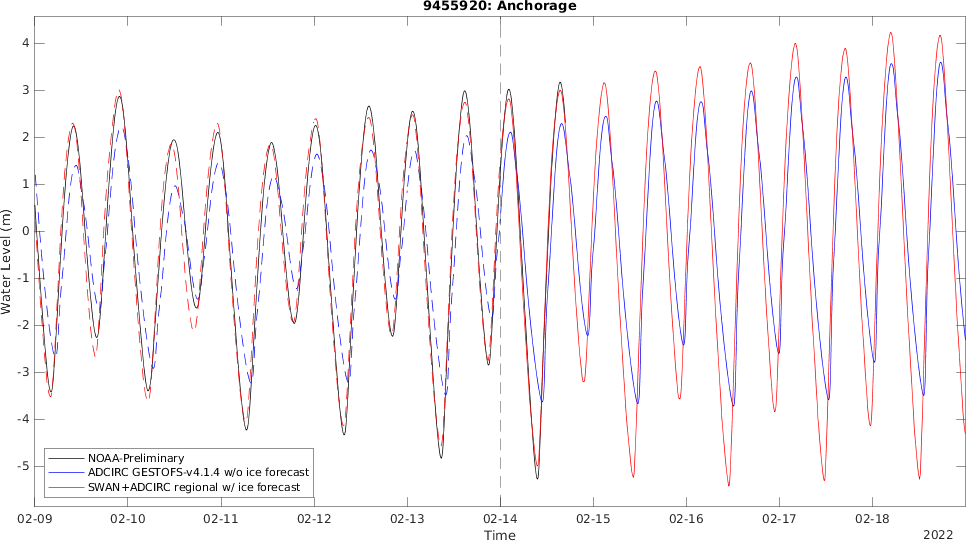 9455920: Anchorage
4
3
2
1
0
-1
-2
-3
-4
-5
Water Level (m)
NOAA-Preliminary
ADCIRC GESTOFS-v4.1.4 w/o ice forecast
SWAN+ADCIRC regional w/ ice forecast
02-09 02-10 02-11 02-12 02-13 02-14 02-15 02-16 02-17 02-18
Time
2022